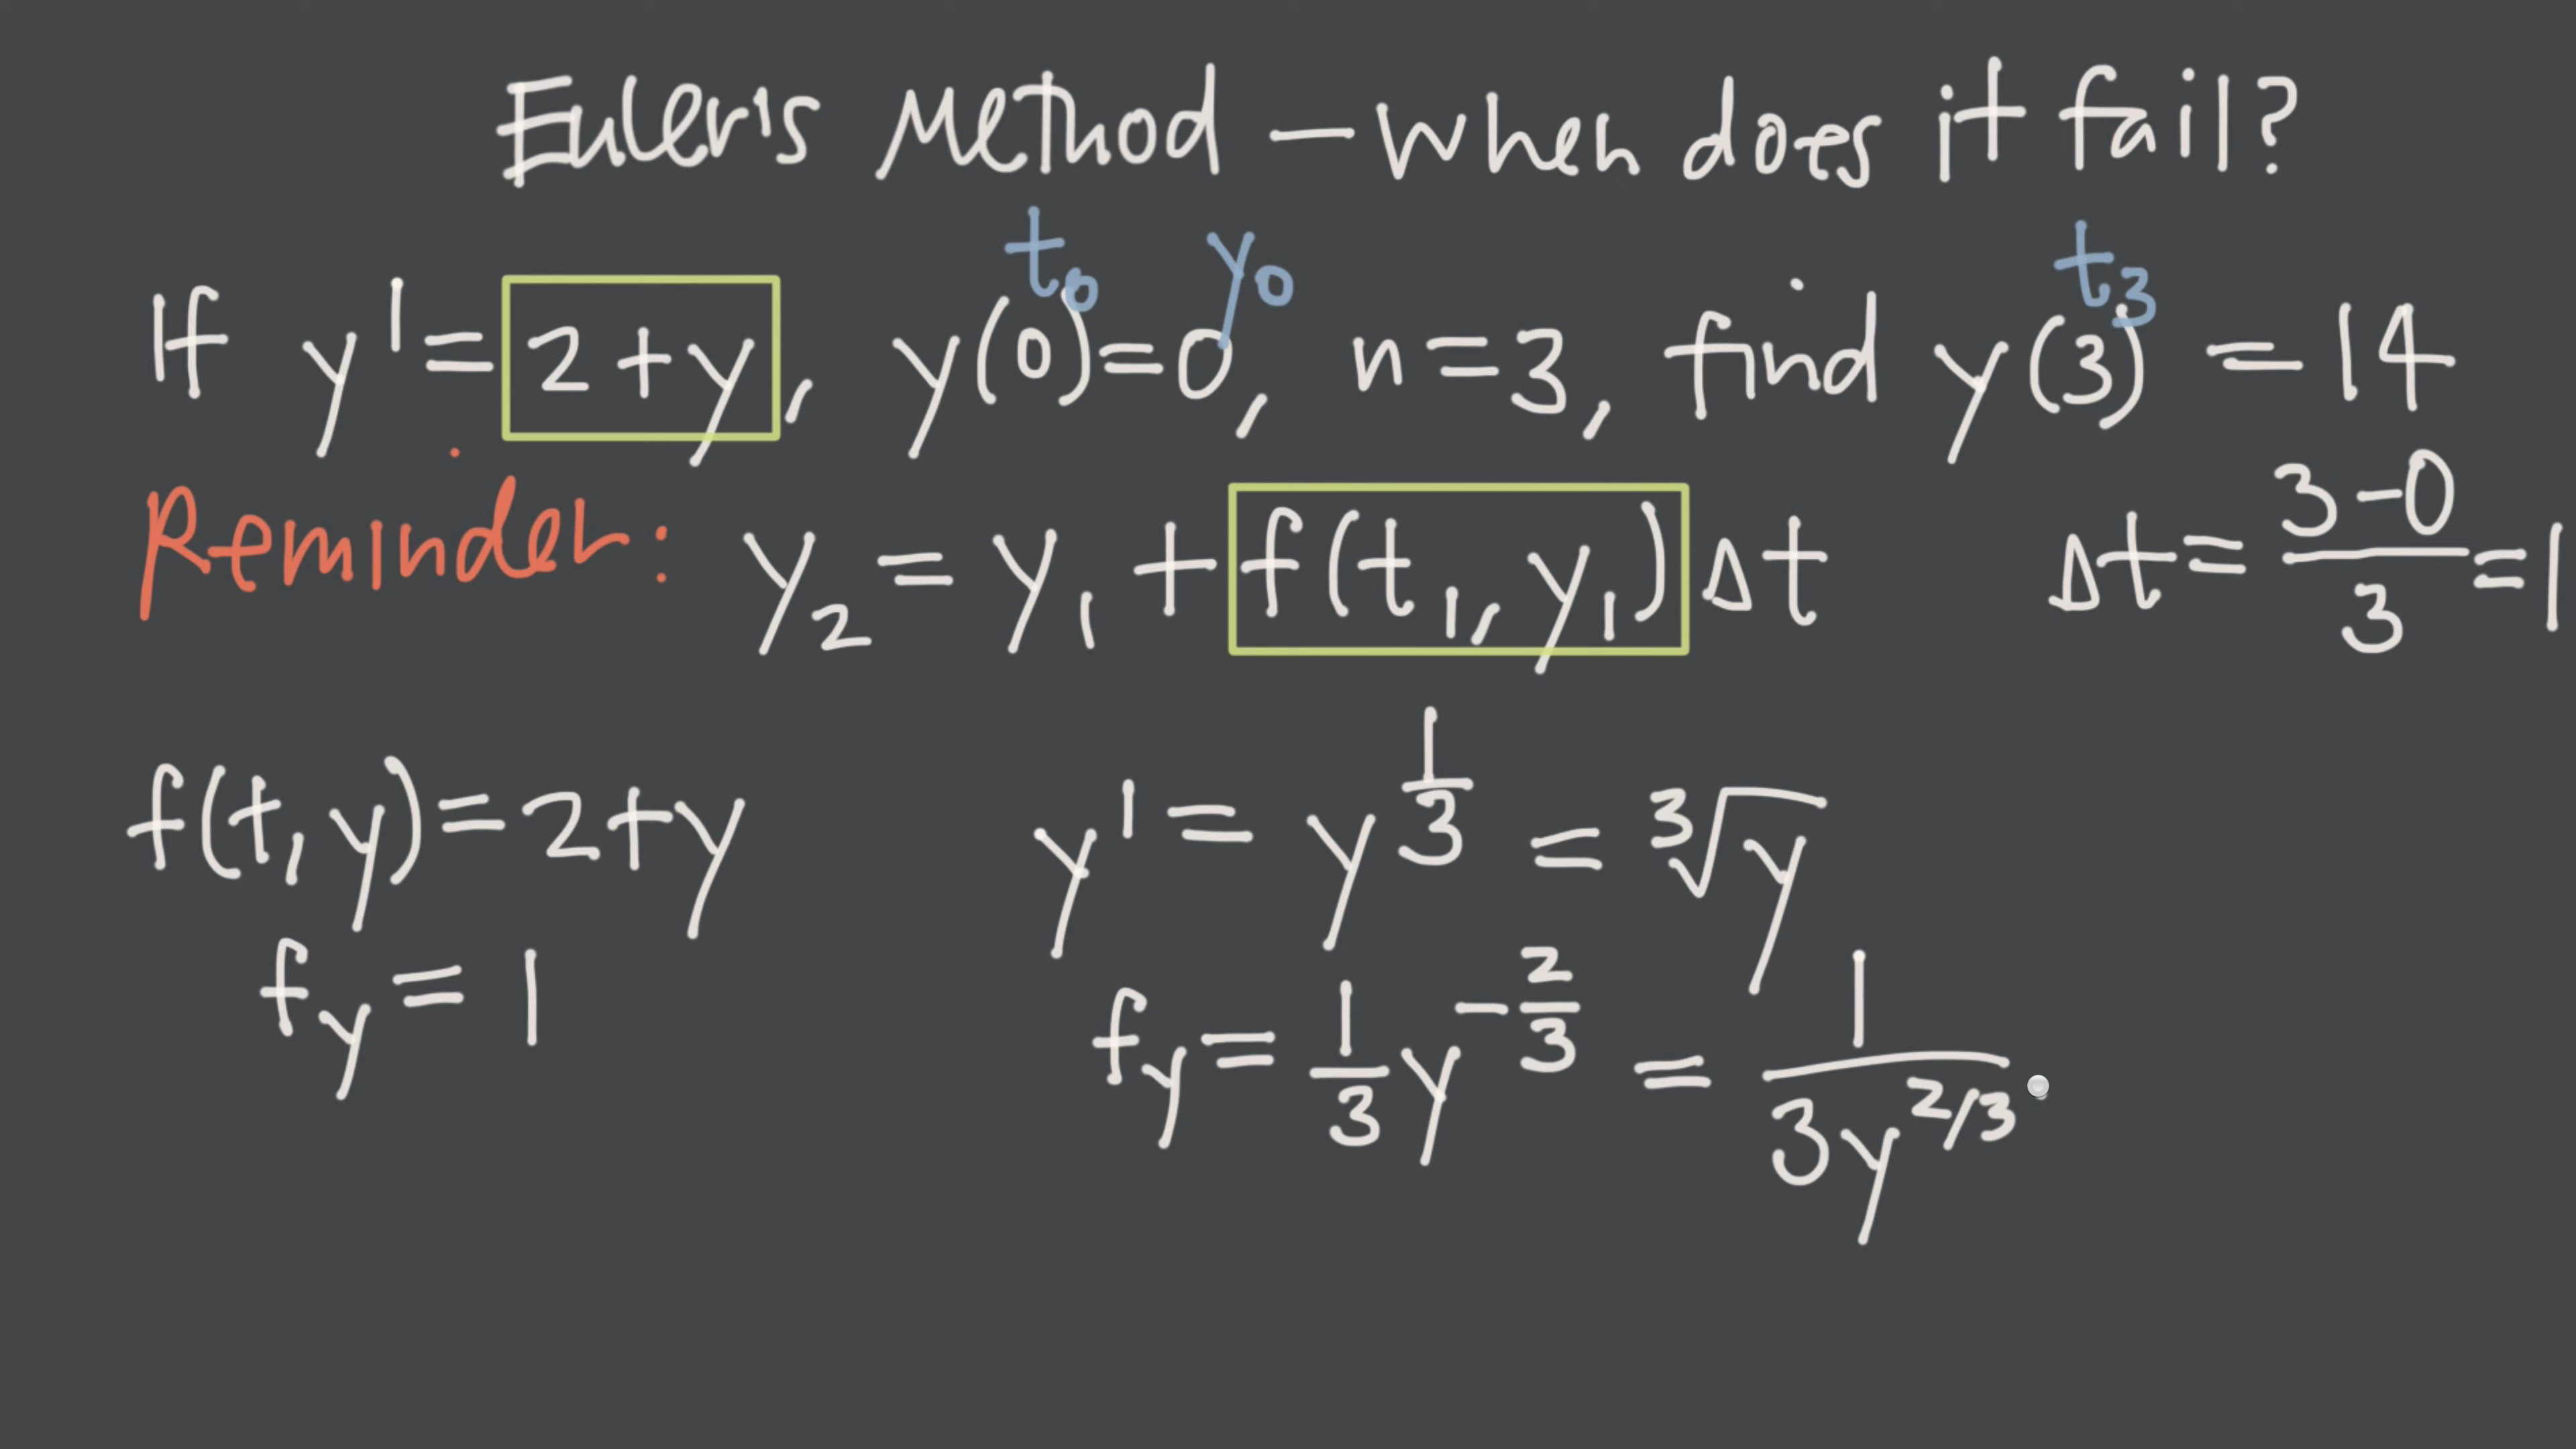 Euler's Method – when does it fail?
t₀ y₀ t₃
If y' = 2+y, y(0)=0, n=3, find y(3) = 14
Reminder: y₂ = y₁ + f(t₁, y₁) Δt Δt = (3-0)/3 = 1
f(t, y) = 2+y y' = y^(1/3) = ³√y
f_y = 1 f_y = 1/3 y^(-2/3) = 1/(3y^(2/3))